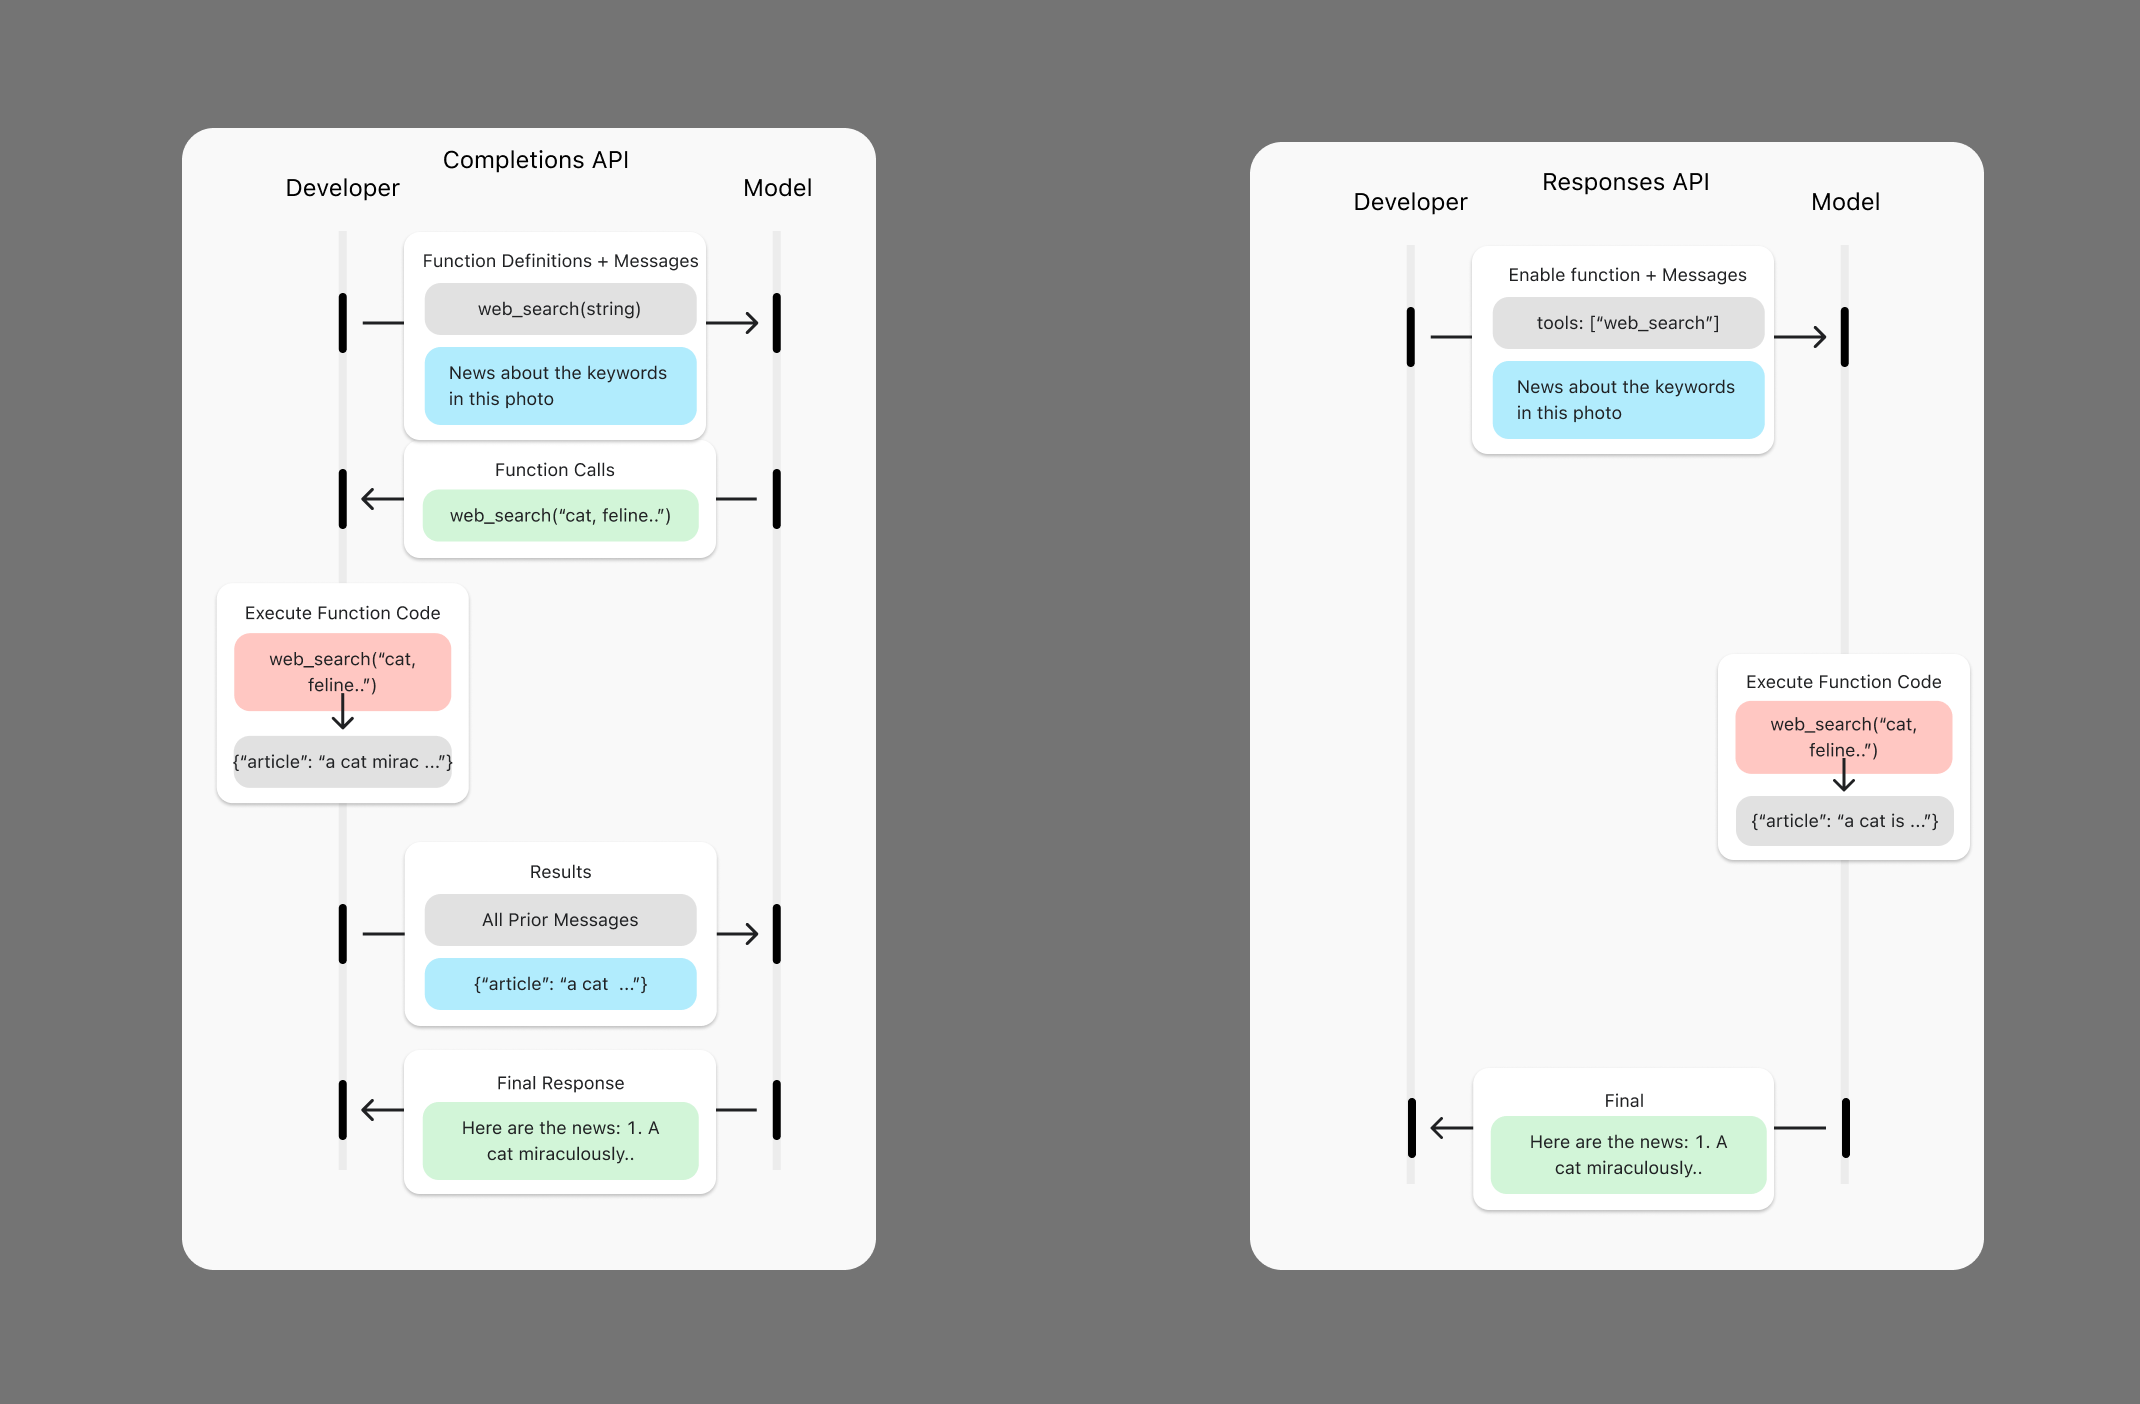 Completions API
Developer
Model
Function Definitions + Messages
web_search(string)
News about the keywords
in this photo
Function Calls
web_search(“cat, feline..”)
Execute Function Code
web_search(“cat,
feline..”)
{“article”: “a cat mirac ...”}
Results
All Prior Messages
{“article”: “a cat  ...”}
Final Response
Here are the news: 1. A
cat miraculously..
Responses API
Developer
Model
Enable function + Messages
tools: [“web_search”]
News about the keywords
in this photo
Execute Function Code
web_search(“cat,
feline..”)
{“article”: “a cat is ...”}
Final
Here are the news: 1. A
cat miraculously..